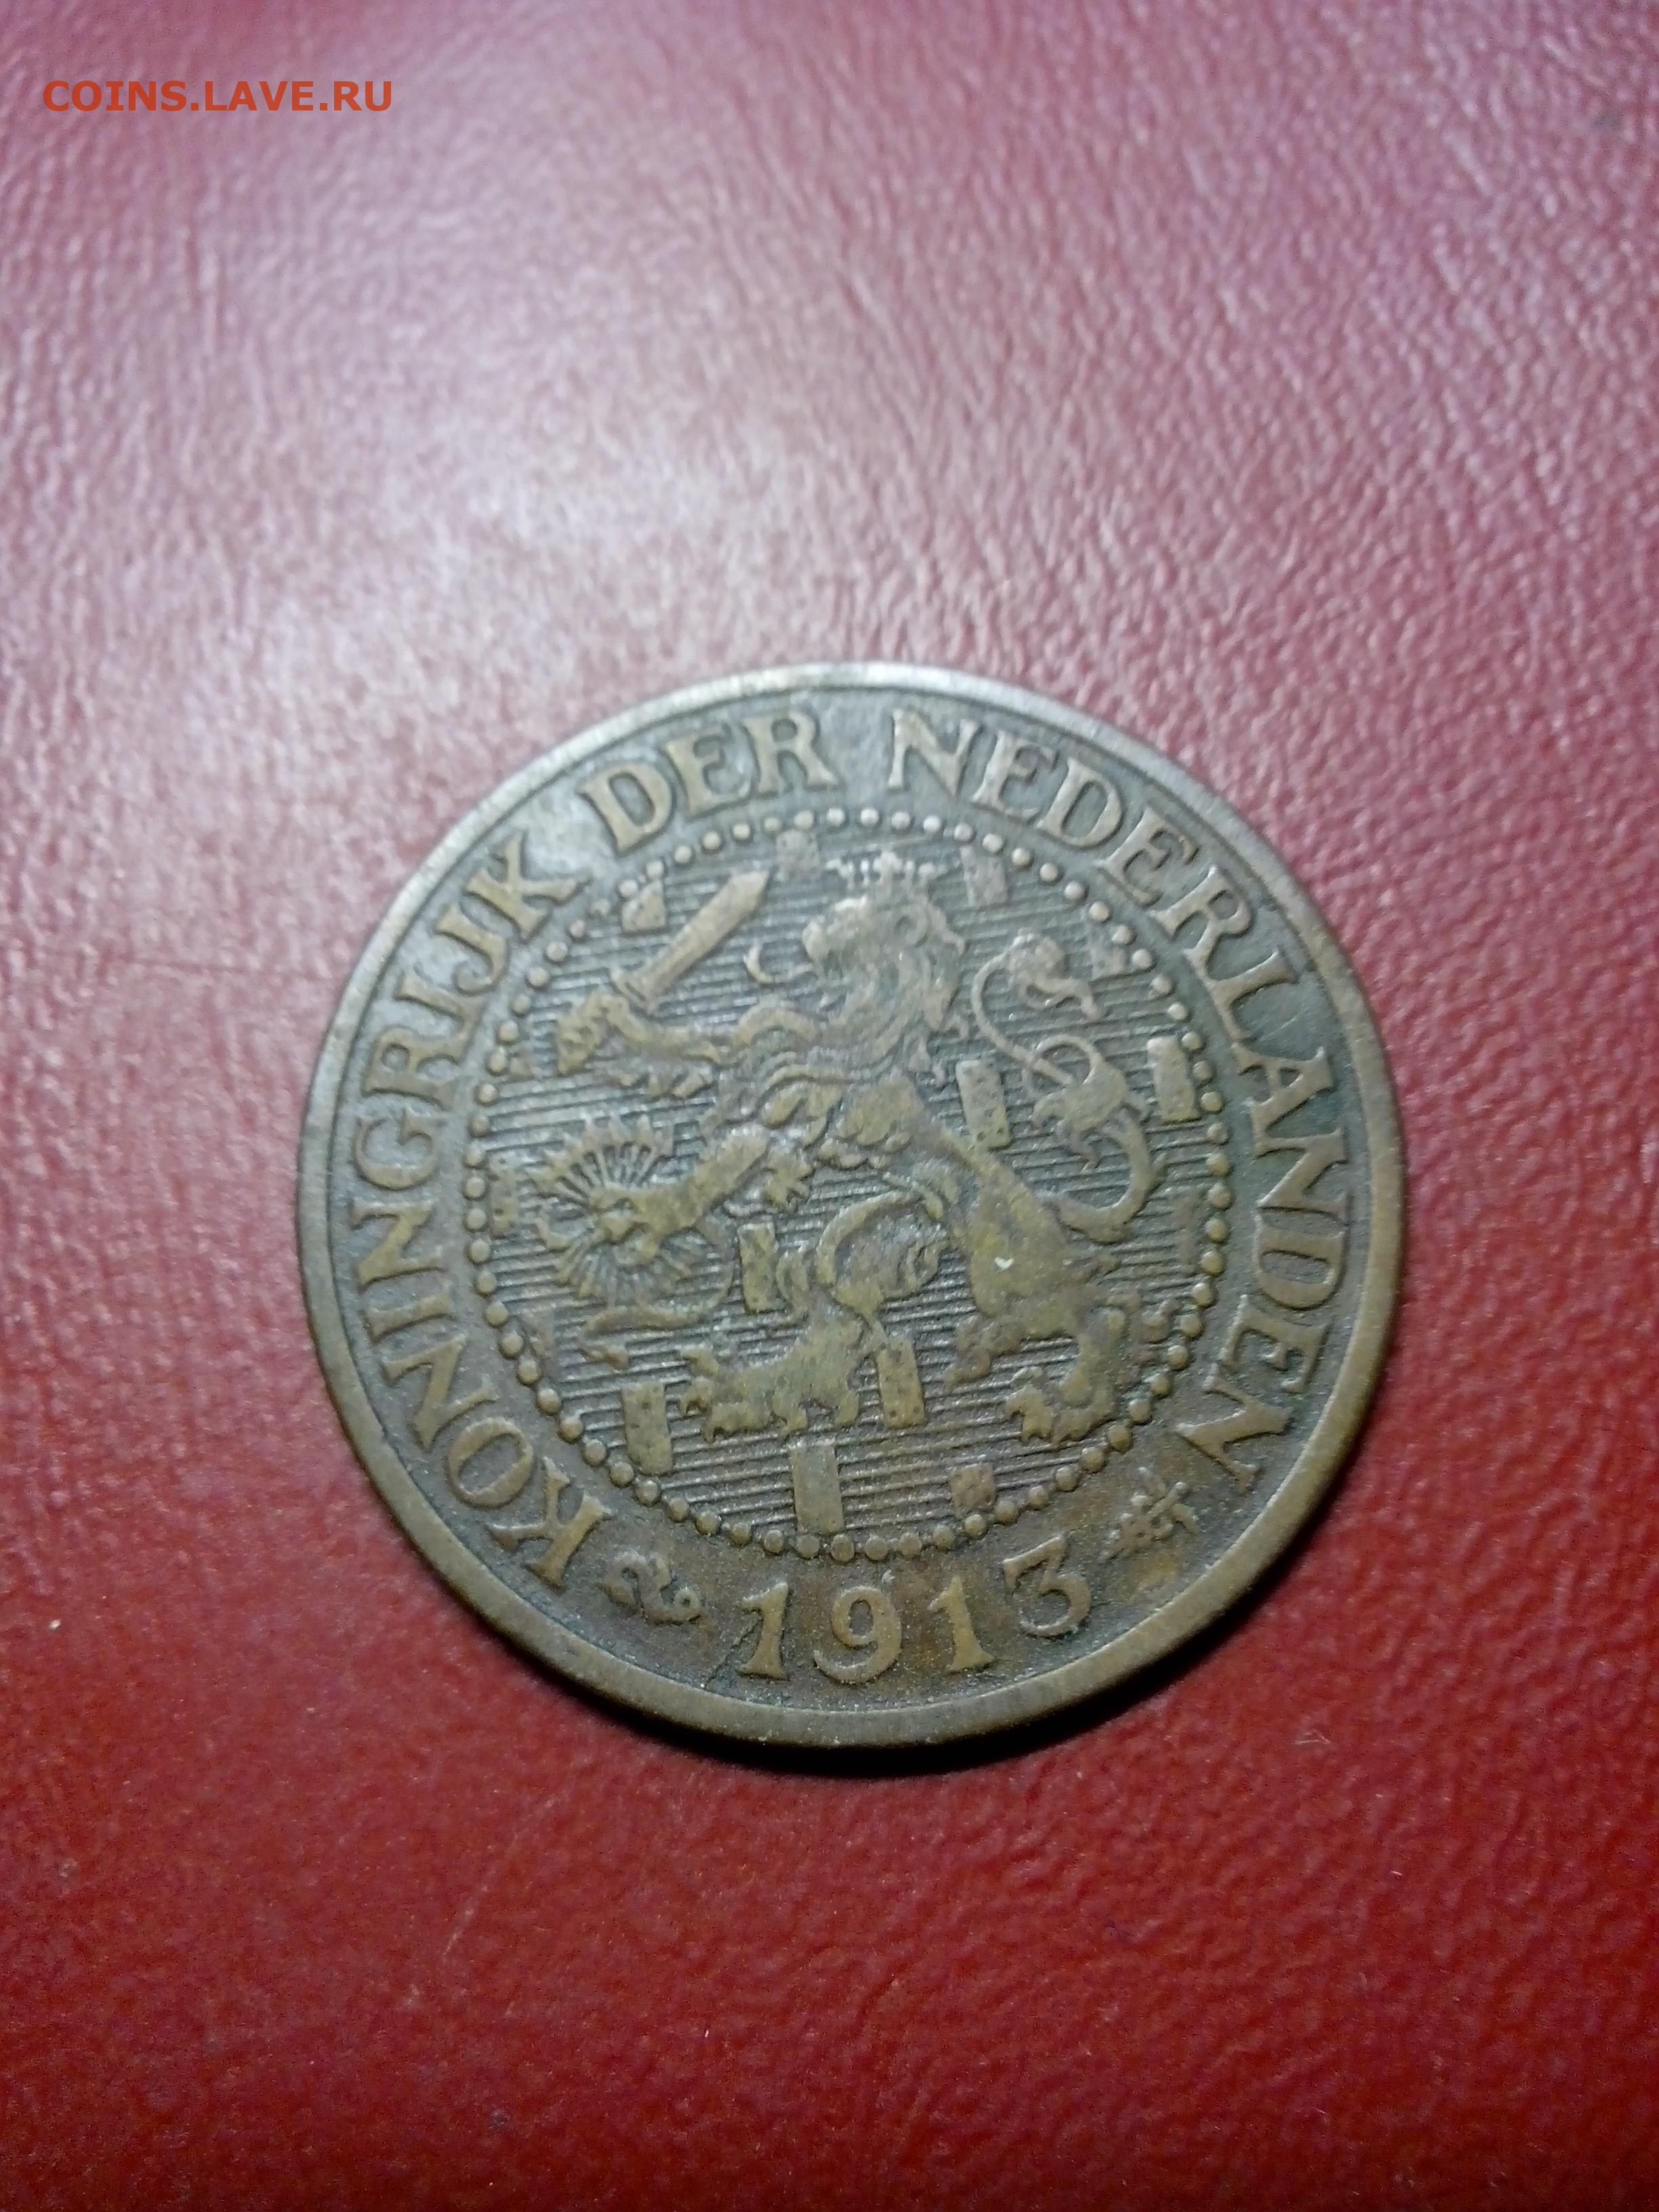 COINS.LAVE.RU
KONINGRIJK DER NEDERLANDEN
1913